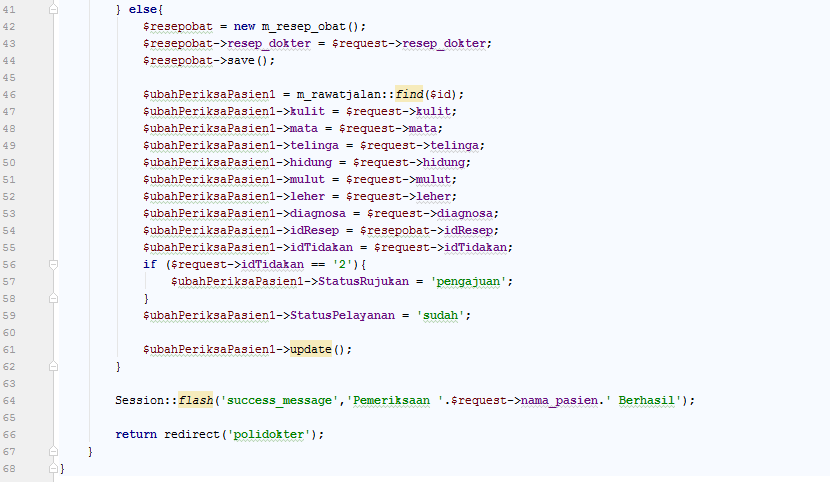 41 } else{
42 $resepobat = new m_resep_obat();
43 $resepobat->resep_dokter = $request->resep_dokter;
44 $resepobat->save();
45
46 $ubahPeriksaPasien1 = m_rawatjalan::find($id);
47 $ubahPeriksaPasien1->kulit = $request->kulit;
48 $ubahPeriksaPasien1->mata = $request->mata;
49 $ubahPeriksaPasien1->telinga = $request->telinga;
50 $ubahPeriksaPasien1->hidung = $request->hidung;
51 $ubahPeriksaPasien1->mulut = $request->mulut;
52 $ubahPeriksaPasien1->leher = $request->leher;
53 $ubahPeriksaPasien1->diagnosa = $request->diagnosa;
54 $ubahPeriksaPasien1->idResep = $resepobat->idResep;
55 $ubahPeriksaPasien1->idTidakan = $request->idTidakan;
56 if ($request->idTidakan == '2'){
57 $ubahPeriksaPasien1->StatusRujukan = 'pengajuan';
58 }
59 $ubahPeriksaPasien1->StatusPelayanan = 'sudah';
60
61 $ubahPeriksaPasien1->update();
62 }
63
64 Session::flash('success_message','Pemeriksaan '.$request->nama_pasien.' Berhasil');
65
66 return redirect('polidokter');
67 }
68 }